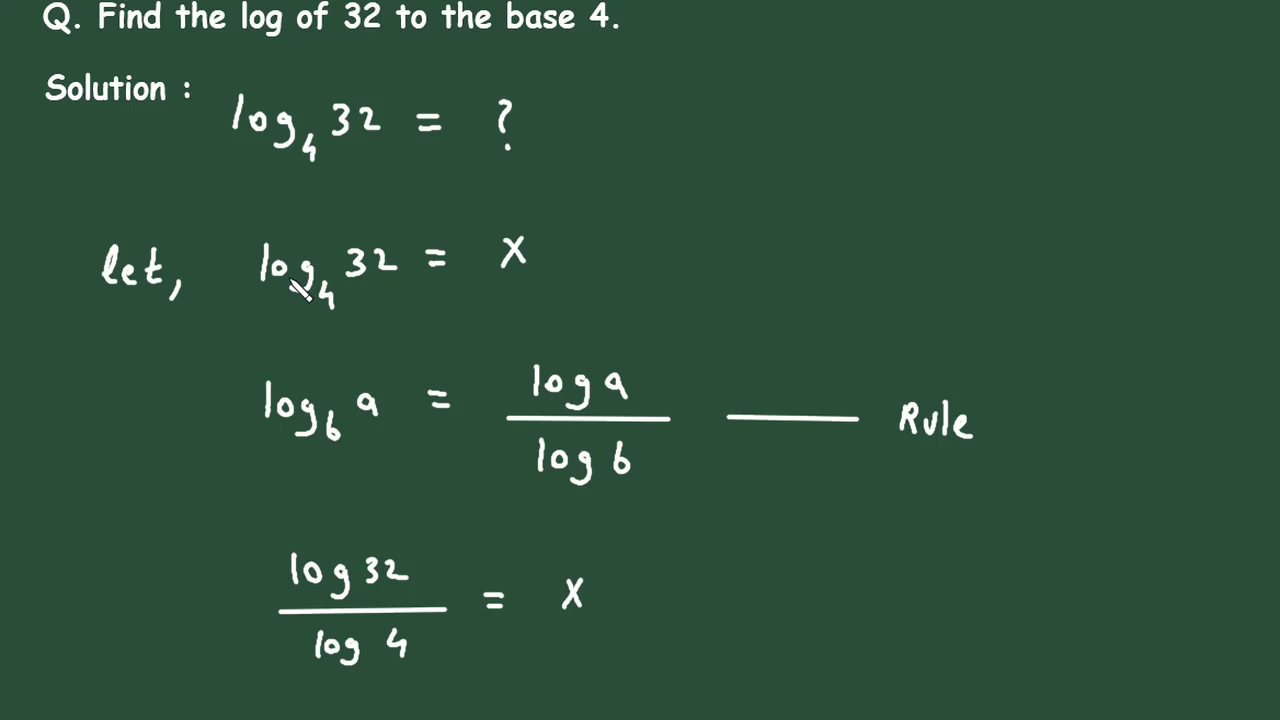 Q. Find the log of 32 to the base 4.
Solution :
log₄ 32 = ?
let, log₄ 32 = x
log_b a = log a / log b —— Rule
log 32 / log 4 = x